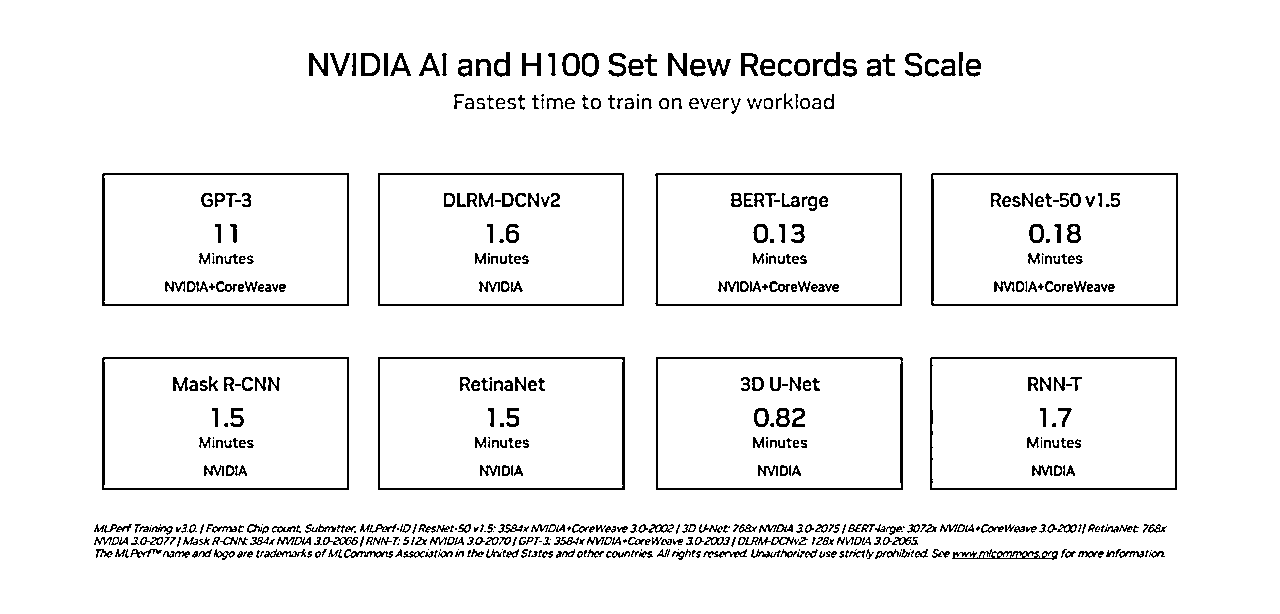 NVIDIA AI and H100 Set New Records at Scale
Fastest time to train on every workload
GPT-3
11
Minutes
NVIDIA+CoreWeave
DLRM-DCNv2
1.6
Minutes
NVIDIA
BERT-Large
0.13
Minutes
NVIDIA+CoreWeave
ResNet-50 v1.5
0.18
Minutes
NVIDIA+CoreWeave
Mask R-CNN
1.5
Minutes
NVIDIA
RetinaNet
1.5
Minutes
NVIDIA
3D U-Net
0.82
Minutes
NVIDIA
RNN-T
1.7
Minutes
NVIDIA
MLPerf Training v3.0. | Format: Chip count, Submitter, MLPerf-ID | ResNet-50 v1.5: 3584x NVIDIA+CoreWeave 3.0-2002 | 3D U-Net: 768x NVIDIA 3.0-2075 | BERT-large: 3072x NVIDIA+CoreWeave 3.0-2001| RetinaNet: 768x
NVIDIA 3.0-2077 | Mask R-CNN: 384x NVIDIA 3.0-2066 | RNN-T: 512x NVIDIA 3.0-2070 | GPT-3: 3584x NVIDIA+CoreWeave 3.0-2003 | DLRM-DCNv2: 128x NVIDIA 3.0-2065.
The MLPerf™ name and logo are trademarks of MLCommons Association in the United States and other countries. All rights reserved. Unauthorized use strictly prohibited. See www.mlcommons.org for more information.